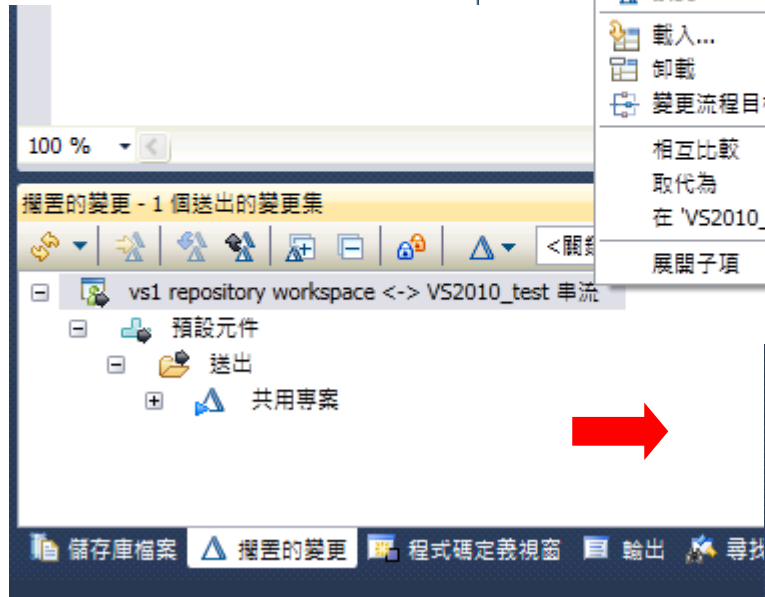 載入...
卸載
變更流程目
100 %
相互比較
取代為
在 'VS2010_
展開子項
擱置的變更 - 1 個送出的變更集
<關
vs1 repository workspace <-> VS2010_test 串流
預設元件
送出
共用專案
儲存庫檔案
擱置的變更
程式碼定義視窗
輸出
尋找